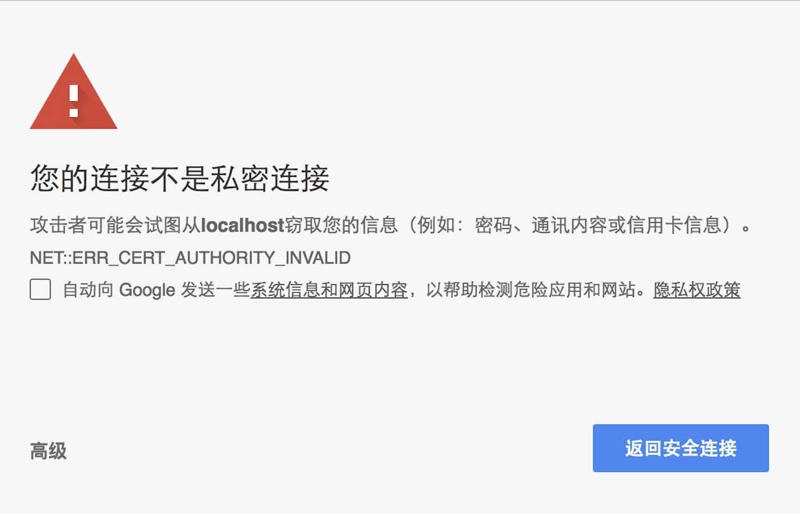 您的连接不是私密连接
攻击者可能会试图从localhost窃取您的信息（例如：密码、通讯内容或信用卡信息）。
NET::ERR_CERT_AUTHORITY_INVALID
自动向 Google 发送一些系统信息和网页内容，以帮助检测危险应用和网站。隐私权政策
高级
返回安全连接